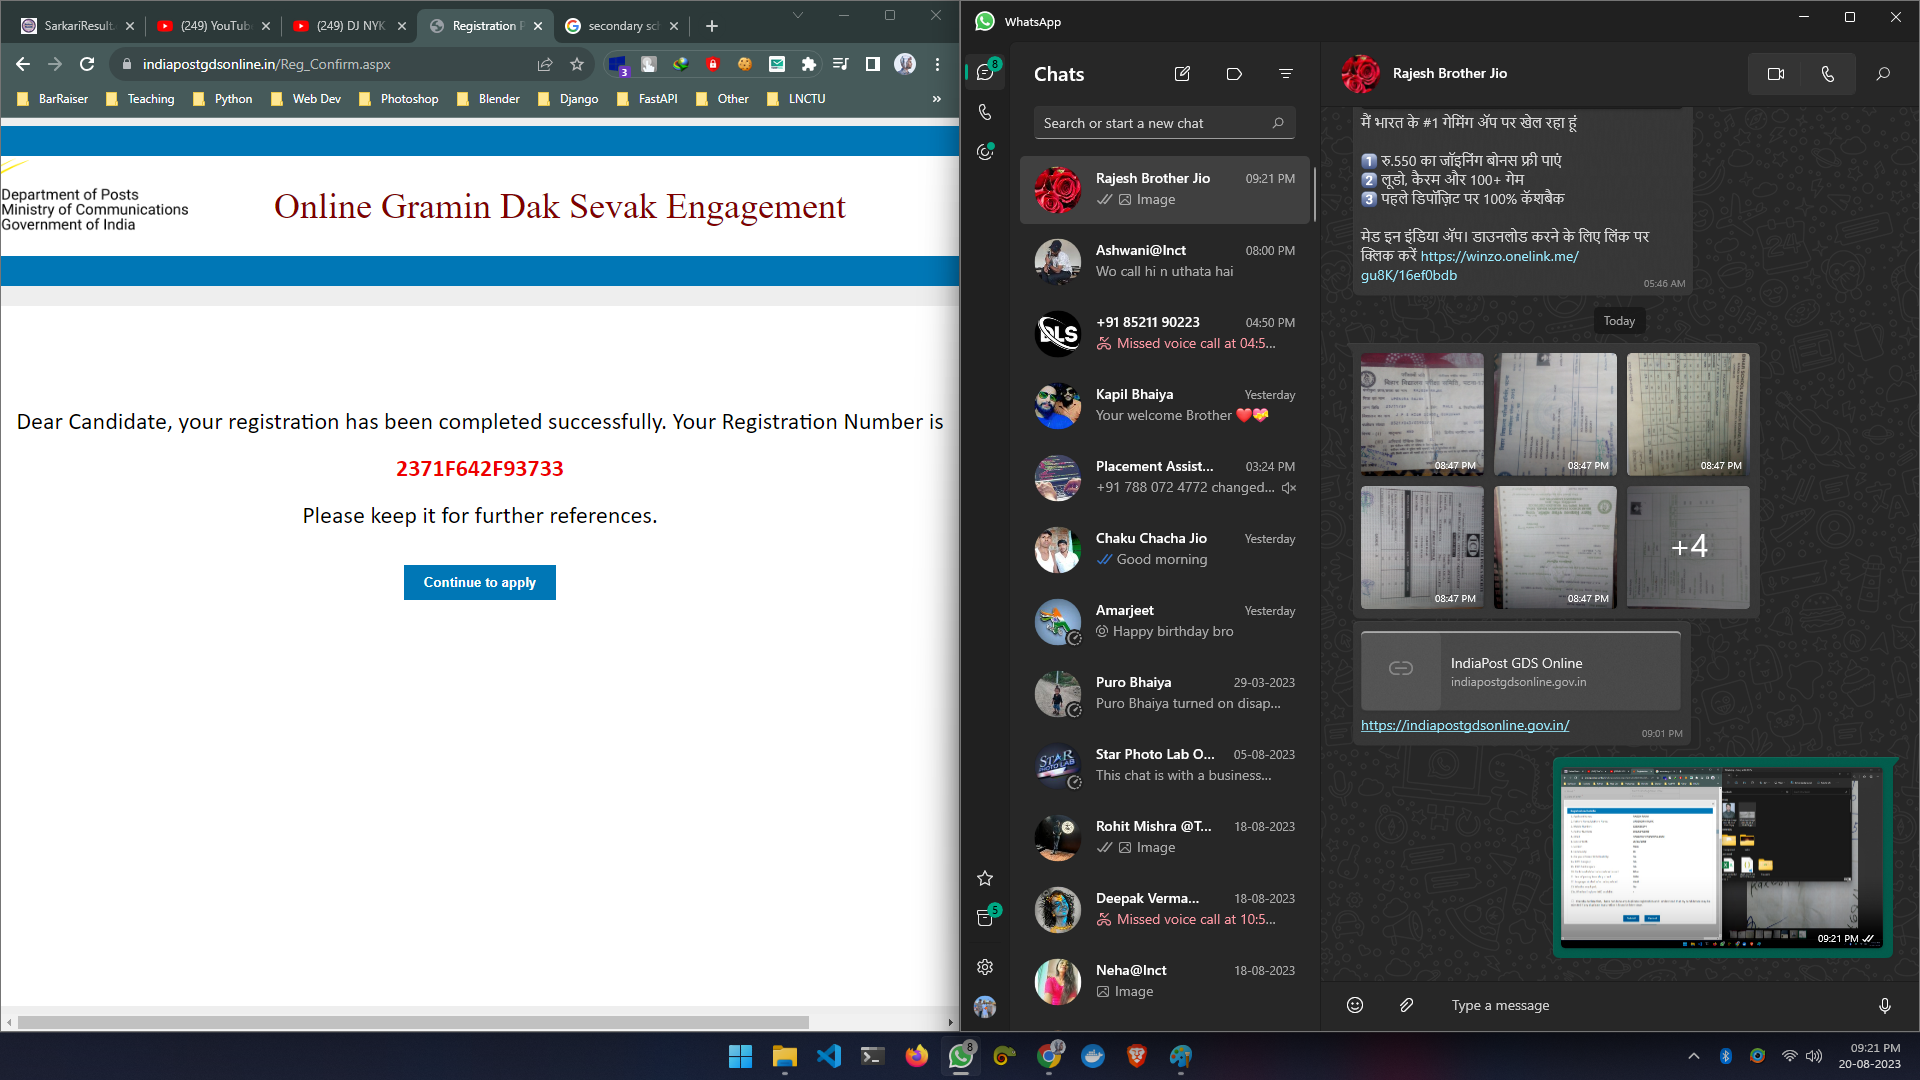 SarkariResult
(249) YouTube
(249) DJ NYK
Registration P
secondary sch
indiapostgdsonline.in/Reg_Confirm.aspx
3
BarRaiser
Teaching
Python
Web Dev
Photoshop
Blender
Django
FastAPI
Other
LNCTU
»
Department of Posts
Ministry of Communications
Government of India
Online Gramin Dak Sevak Engagement
Dear Candidate, your registration has been completed successfully. Your Registration Number is
2371F642F93733
Please keep it for further references.
Continue to apply
WhatsApp
8
Chats
Search or start a new chat
Rajesh Brother Jio 09:21 PM
Image
Ashwani@lnct 08:00 PM
Wo call hi n uthata hai
DLS
+91 85211 90223 04:50 PM
Missed voice call at 04:5...
Kapil Bhaiya Yesterday
Your welcome Brother ❤️💝
Placement Assist... 03:24 PM
+91 788 072 4772 changed...
Chaku Chacha Jio Yesterday
Good morning
Amarjeet Yesterday
Happy birthday bro
Puro Bhaiya 29-03-2023
Puro Bhaiya turned on disap...
STAR
PHOTO LAB
Star Photo Lab O... 05-08-2023
This chat is with a business...
Rohit Mishra @T... 18-08-2023
Image
Deepak Verma... 18-08-2023
Missed voice call at 10:5...
Neha@lnct 18-08-2023
Image
5
Rajesh Brother Jio
मैं भारत के #1 गेमिंग ॲप पर खेल रहा हूं
1️⃣ रु.550 का जॉइनिंग बोनस फ्री पाएं
2️⃣ लूडो, कैरम और 100+ गेम
3️⃣ पहले डिपॉज़िट पर 100% कॅशबैक
मेड इन इंडिया ॲप। डाउनलोड करने के लिए लिंक पर
क्लिक करें https://winzo.onelink.me/
gu8K/16ef0bdb
05:46 AM
Today
08:47 PM
08:47 PM
08:47 PM
08:47 PM
08:47 PM
+4
IndiaPost GDS Online
indiapostgdsonline.gov.in
https://indiapostgdsonline.gov.in/
09:01 PM
09:21 PM
Type a message
8
09:21 PM
20-08-2023